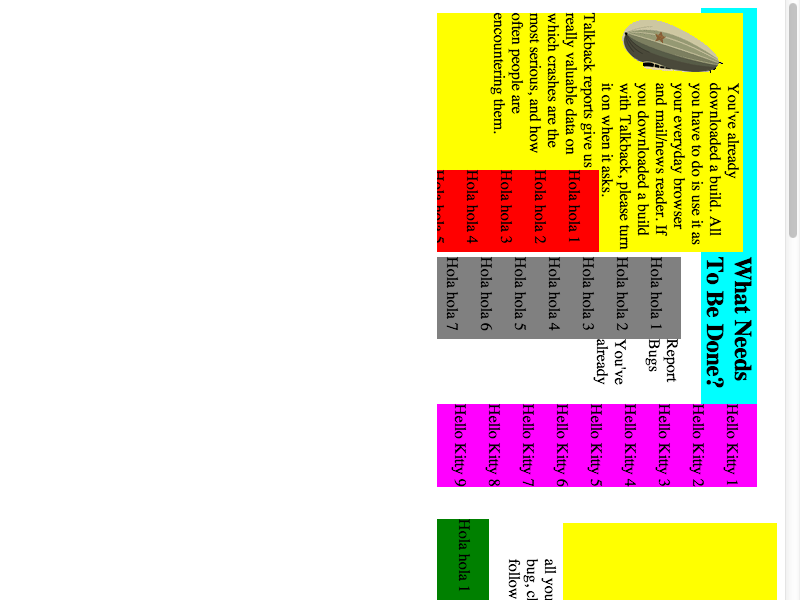 You've already
downloaded a build. All
you have to do is use it as
your everyday browser
and mail/news reader. If
you downloaded a build
with Talkback, please turn
it on when it asks.
Talkback reports give us
really valuable data on
which crashes are the
most serious, and how
often people are
encountering them.
Hola hola 1
Hola hola 2
Hola hola 3
Hola hola 4
Hola hola 5
What Needs
To Be Done?
Hola hola 1
Hola hola 2
Hola hola 3
Hola hola 4
Hola hola 5
Hola hola 6
Hola hola 7
Report
Bugs
You've
already
Hello Kitty 1
Hello Kitty 2
Hello Kitty 3
Hello Kitty 4
Hello Kitty 5
Hello Kitty 6
Hello Kitty 7
Hello Kitty 8
Hello Kitty 9
all you
bug, cl
follow
Hola hola 1